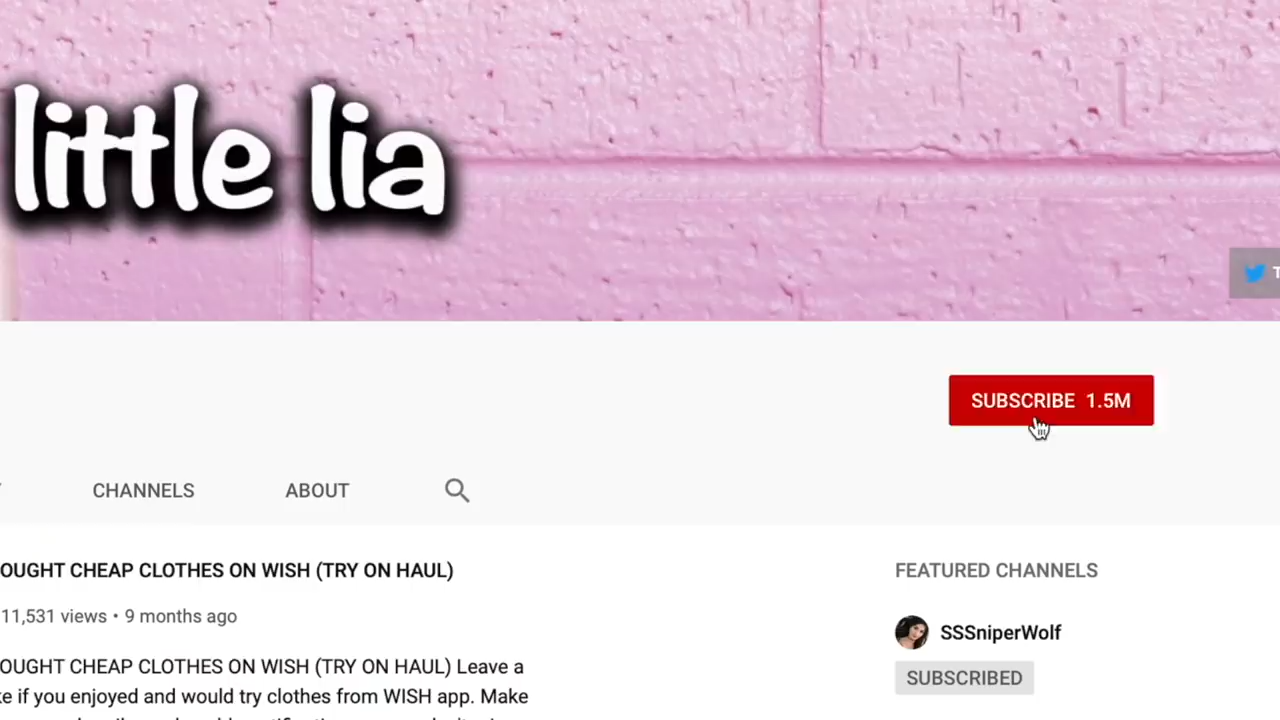 little lia
SUBSCRIBE 1.5M
CHANNELS
ABOUT
OUGHT CHEAP CLOTHES ON WISH (TRY ON HAUL)
11,531 views • 9 months ago
OUGHT CHEAP CLOTHES ON WISH (TRY ON HAUL) Leave a
ke if you enjoyed and would try clothes from WISH app. Make
FEATURED CHANNELS
SSSniperWolf
SUBSCRIBED